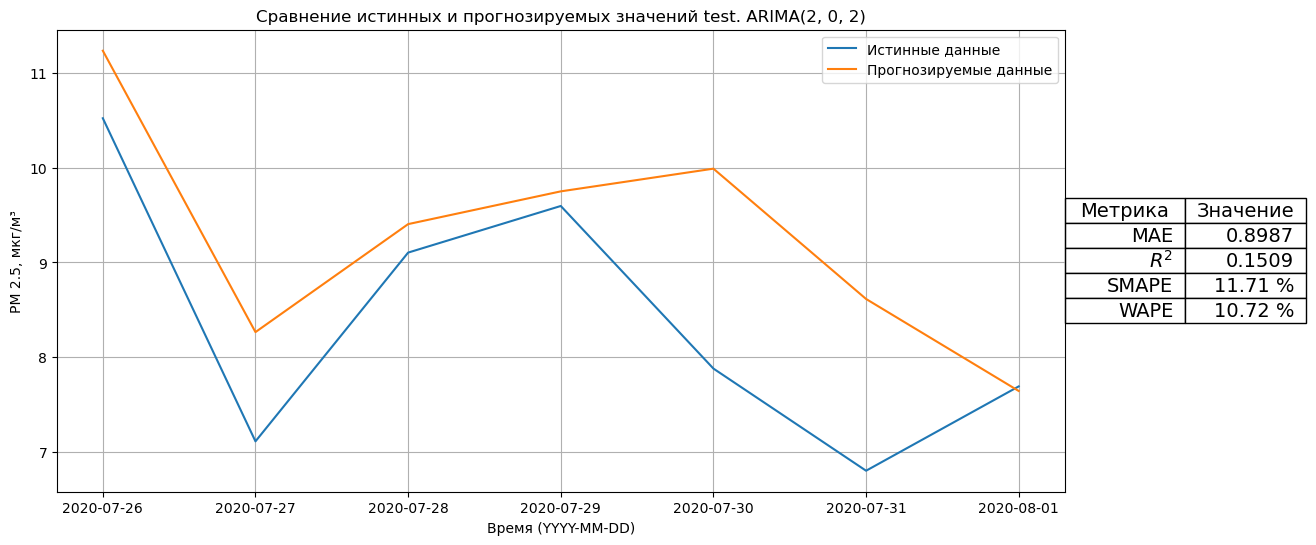 Сравнение истинных и прогнозируемых значений test. ARIMA(2, 0, 2)
Истинные данные
Прогнозируемые данные
PM 2.5, мкг/м³
11
10
9
8
7
2020-07-26 2020-07-27 2020-07-28 2020-07-29 2020-07-30 2020-07-31 2020-08-01
Время (YYYY-MM-DD)
Метрика Значение
MAE 0.8987
R² 0.1509
SMAPE 11.71 %
WAPE 10.72 %